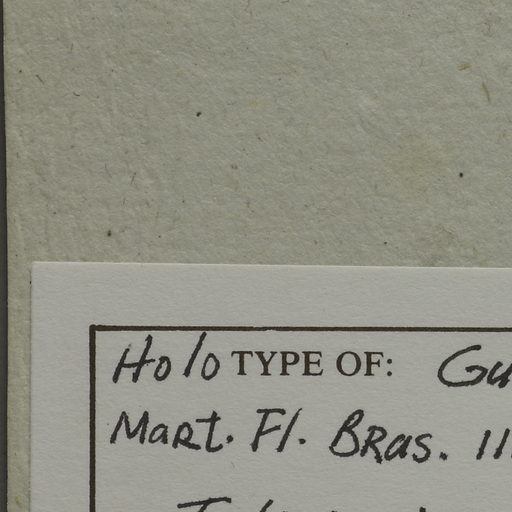 Holo TYPE OF: Gu
Mart. Fl. Bras. 11